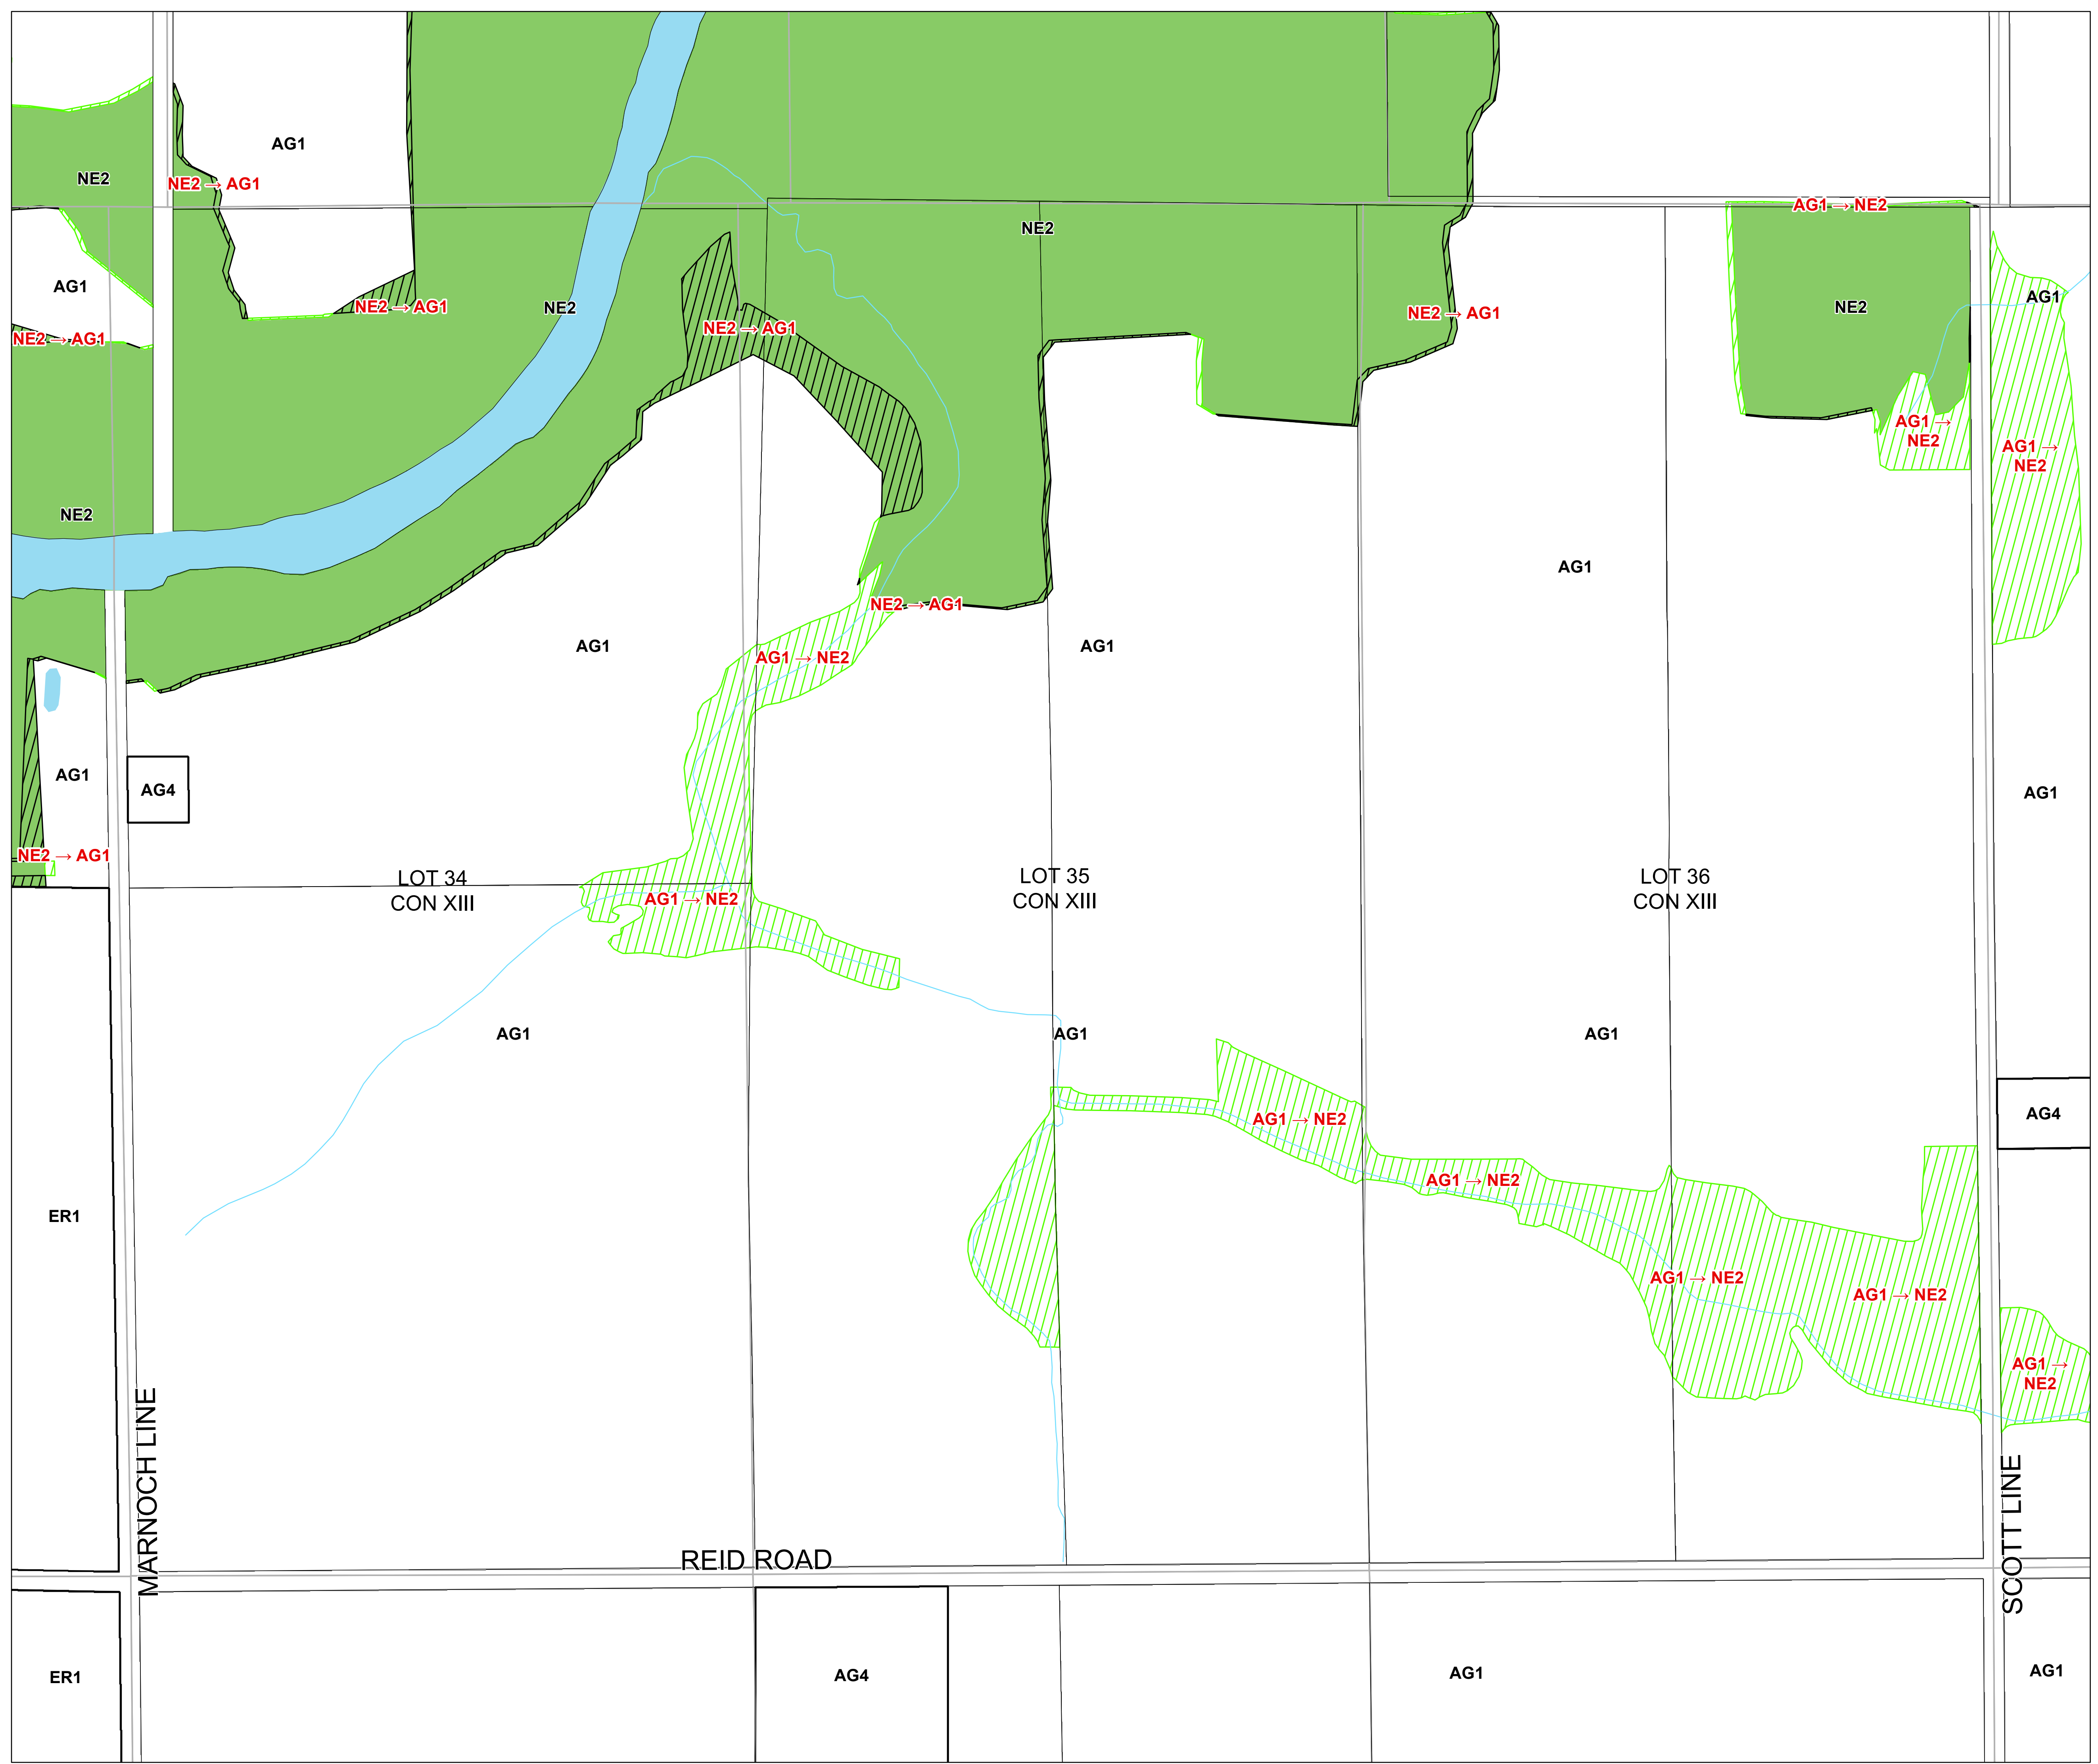 AG1
NE2
NE2 → AG1
AG1 → NE2
NE2
AG1
AG1
NE2
NE2
NE2 → AG1
NE2 → AG1
NE2 → AG1
NE2 → AG1
NE2 → AG1
AG1 →
NE2
AG1 →
NE2
NE2
AG1
NE2 → AG1
AG1
AG1
AG1 → NE2
AG1
AG4
AG1
NE2 → AG1
LOT 34
CON XIII
LOT 35
CON XIII
LOT 36
CON XIII
AG1 → NE2
AG1
AG1
AG1
AG1 → NE2
AG4
AG1 → NE2
ER1
AG1 → NE2
AG1 → NE2
AG1 →
NE2
MARNOCH LINE
SCOTT LINE
REID ROAD
ER1
AG4
AG1
AG1